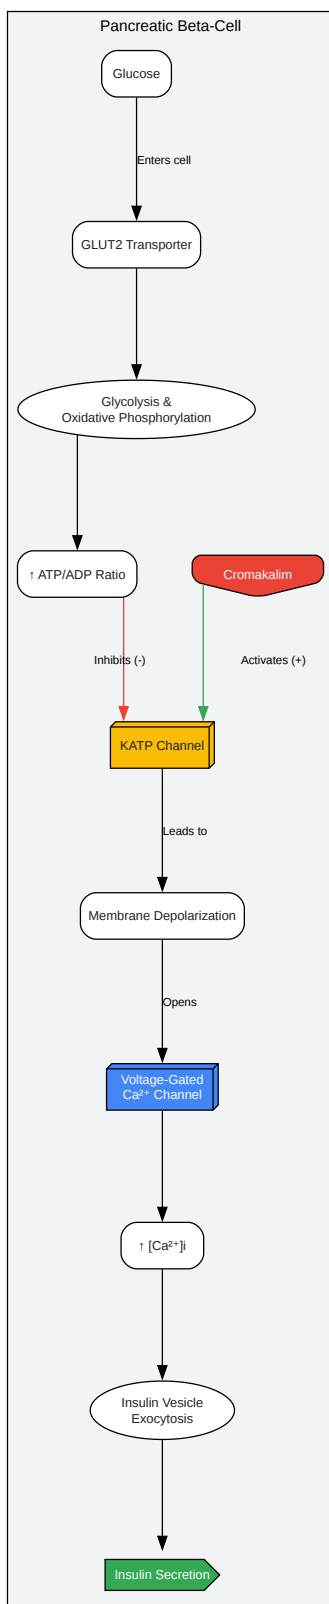 Pancreatic Beta-Cell
Glucose
Enters cell
GLUT2 Transporter
Glycolysis &
Oxidative Phosphorylation
↑ ATP/ADP Ratio
Cromakalim
Inhibits (-)
Activates (+)
KATP Channel
Leads to
Membrane Depolarization
Opens
Voltage-Gated
Ca²⁺ Channel
↑ [Ca²⁺]i
Insulin Vesicle
Exocytosis
Insulin Secretion